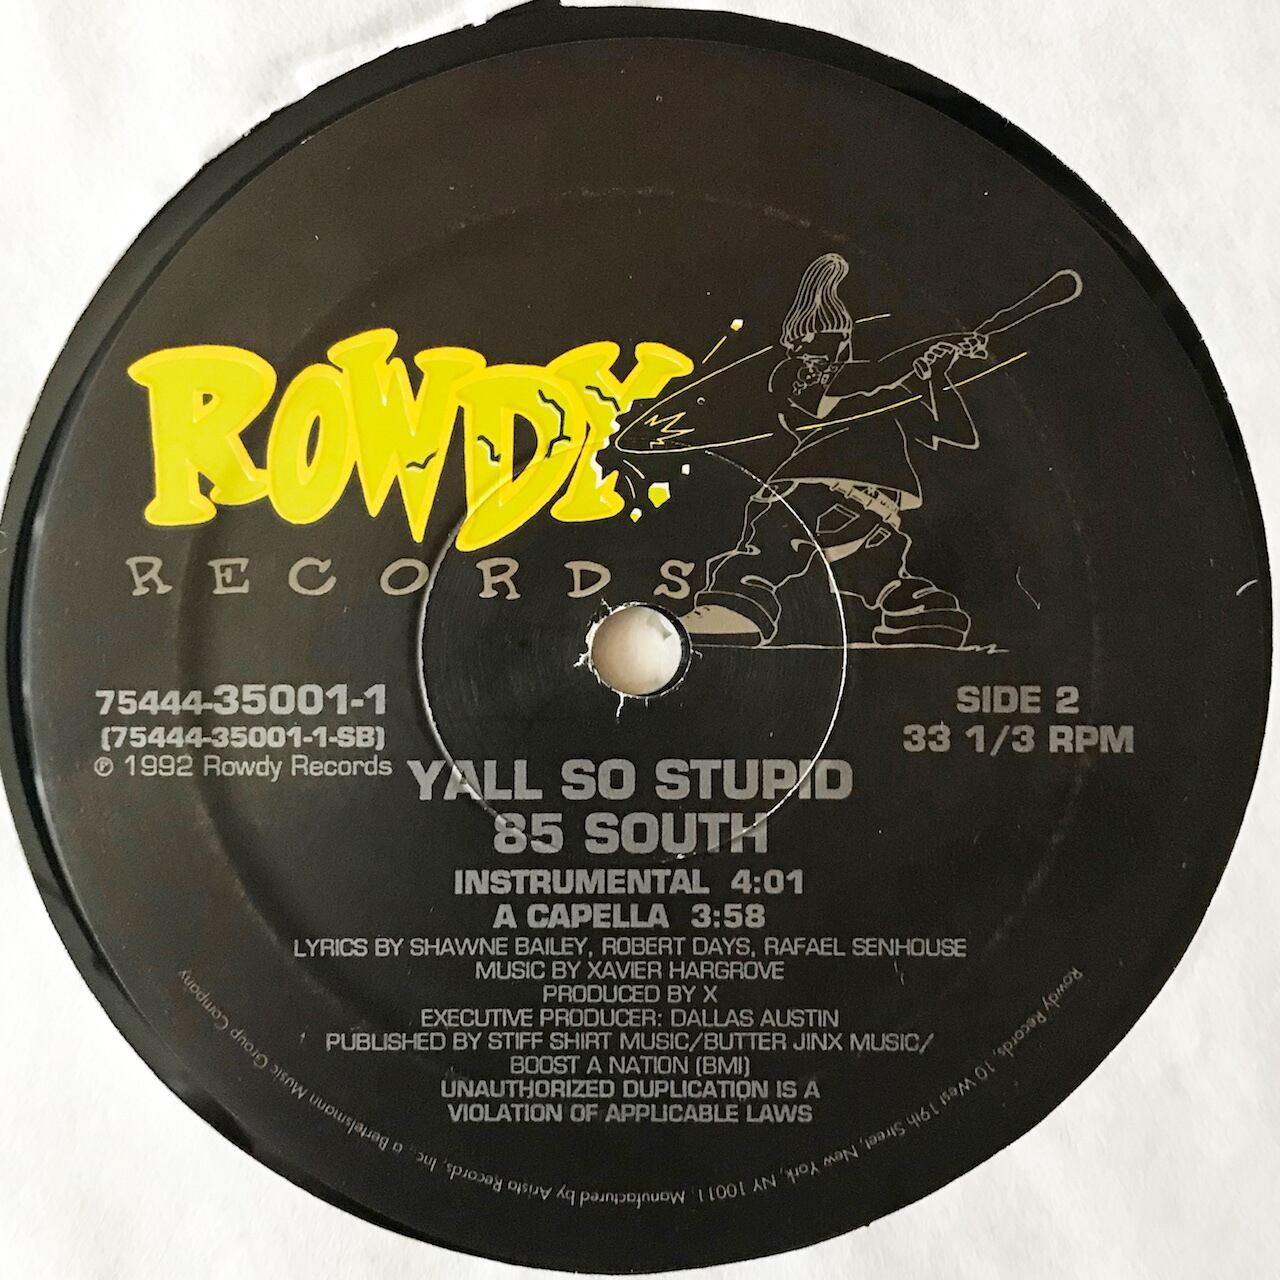 ROWDY
RECORDS
75444-35001-1
(75444-35001-1-SB)
℗ 1992 Rowdy Records
SIDE 2
33 1/3 RPM
YALL SO STUPID
85 SOUTH
INSTRUMENTAL 4:01
A CAPELLA 3:58
LYRICS BY SHAWNE BAILEY, ROBERT DAYS, RAFAEL SENHOUSE
MUSIC BY XAVIER HARGROVE
PRODUCED BY X
EXECUTIVE PRODUCER: DALLAS AUSTIN
PUBLISHED BY STIFF SHIRT MUSIC/BUTTER JINX MUSIC/
BOOST A NATION (BMI)
UNAUTHORIZED DUPLICATION IS A
VIOLATION OF APPLICABLE LAWS
Rowdy Records, 10 West 19th Street, New York, NY 10011, Manufactured by Arista Records, Inc., a Bertelsmann Music Group Company